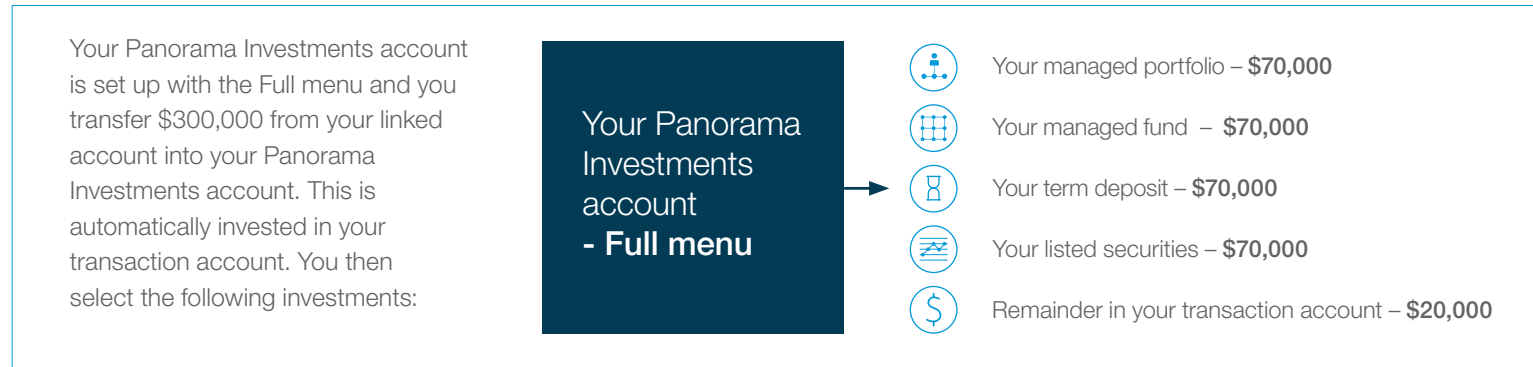 Your Panorama Investments account
is set up with the Full menu and you
transfer $300,000 from your linked
account into your Panorama
Investments account. This is
automatically invested in your
transaction account. You then
select the following investments:
Your Panorama
Investments
account
- Full menu
Your managed portfolio – $70,000
Your managed fund – $70,000
Your term deposit – $70,000
Your listed securities – $70,000
Remainder in your transaction account – $20,000